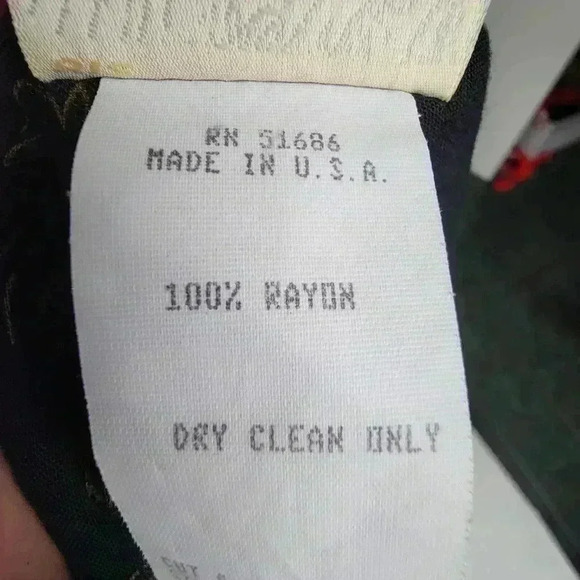 RN 51686
MADE IN U.S.A.
100% RAYON
DRY CLEAN ONLY